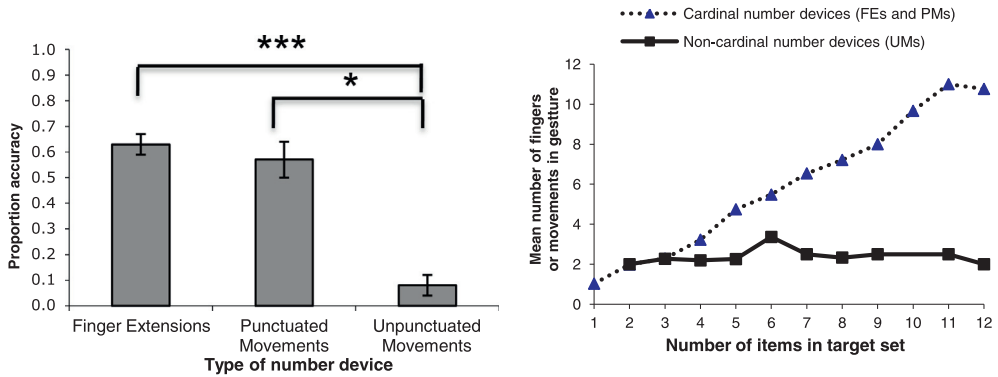 ***
*
1.0
0.9
0.8
0.7
0.6
0.5
0.4
0.3
0.2
0.1
0.0
Proportion accuracy
Finger Extensions
Punctuated
Movements
Unpunctuated
Movements
Type of number device
Cardinal number devices (FEs and PMs)
Non-cardinal number devices (UMs)
12
10
8
6
4
2
0
Mean number of fingers
or movements in gestture
1 2 3 4 5 6 7 8 9 10 11 12
Number of items in target set